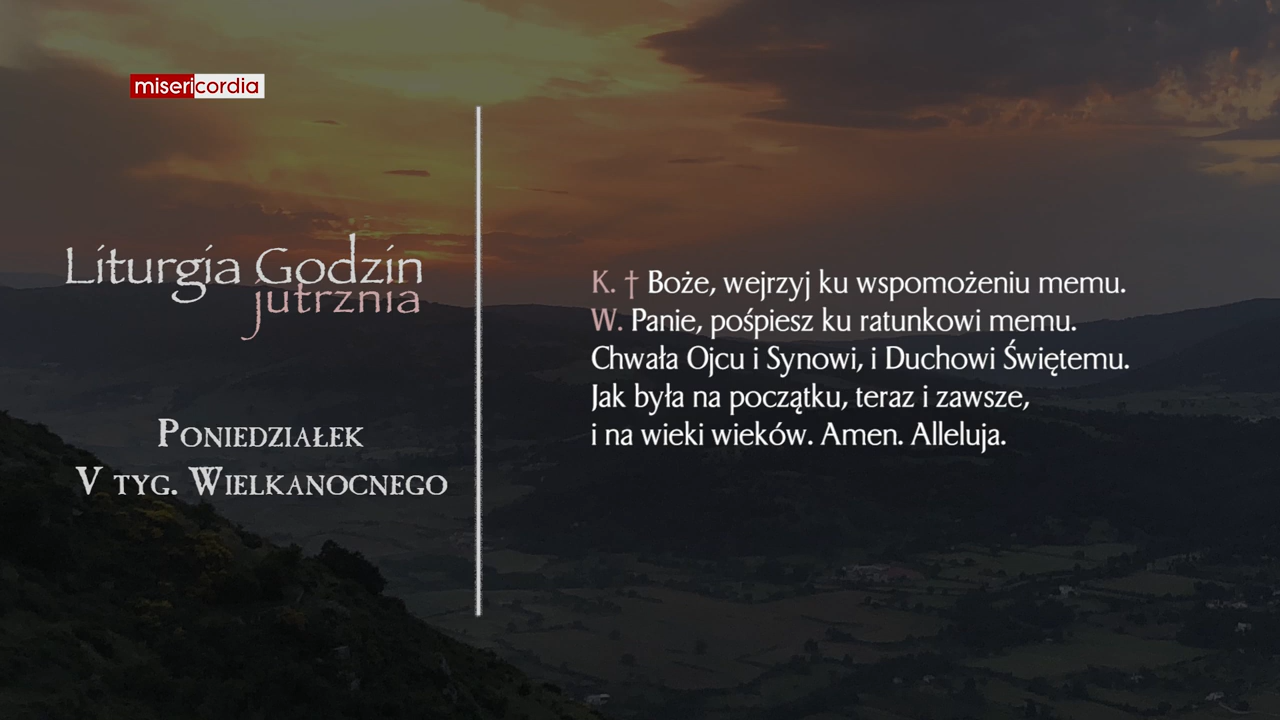 misericordia
Liturgia Godzin
jutrznia
Poniedziałek
V tyg. Wielkanocnego
K. † Boże, wejrzyj ku wspomożeniu memu.
W. Panie, pośpiesz ku ratunkowi memu.
Chwała Ojcu i Synowi, i Duchowi Świętemu.
Jak była na początku, teraz i zawsze,
i na wieki wieków. Amen. Alleluja.